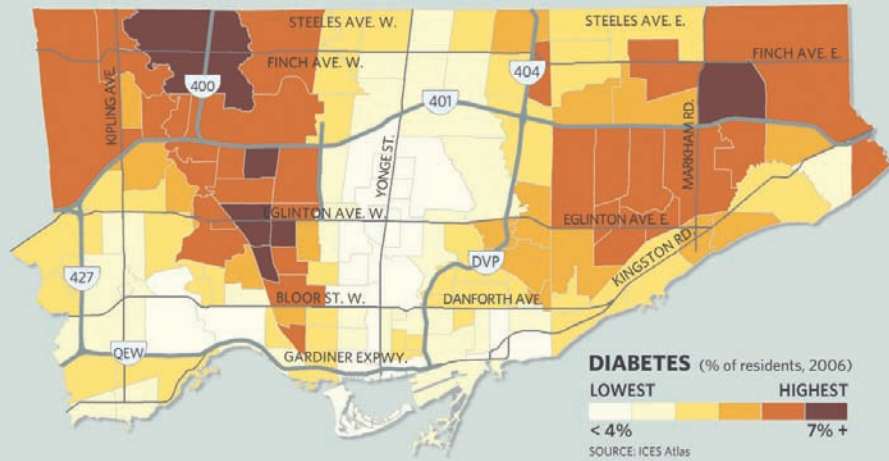 STEELES AVE. W.
STEELES AVE. E.
FINCH AVE. W.
FINCH AVE. E.
400
404
401
KIPLING AVE.
YONGE ST.
MARKHAM RD.
EGLINTON AVE. W.
EGLINTON AVE. E.
427
DVP
KINGSTON RD.
BLOOR ST. W.
DANFORTH AVE.
QEW
GARDINER EXPWY.
DIABETES (% of residents, 2006)
LOWEST HIGHEST
< 4% 7% +
SOURCE: ICES Atlas